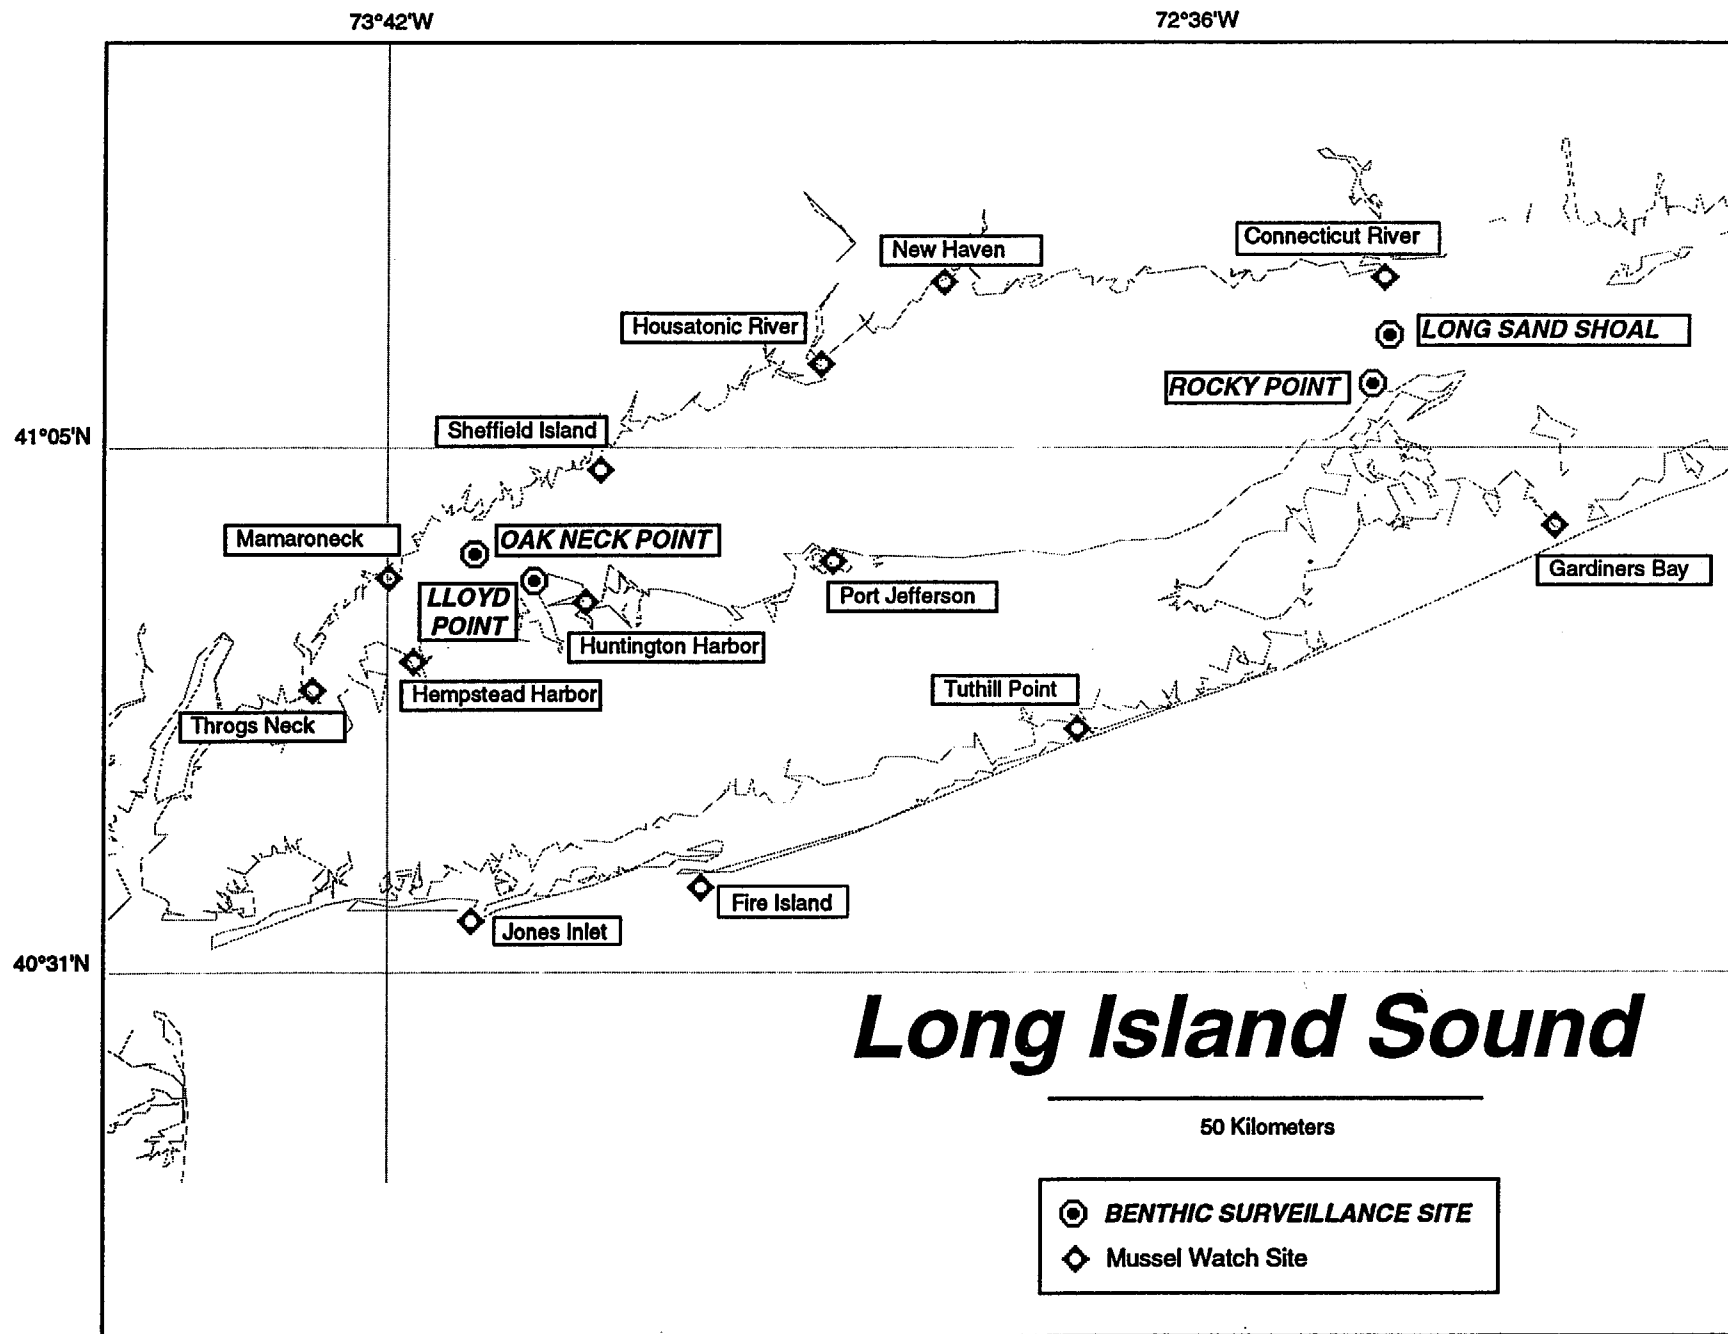 73°42'W
72°36'W
New Haven
Connecticut River
Housatonic River
LONG SAND SHOAL
ROCKY POINT
Sheffield Island
41°05'N
Mamaroneck
OAK NECK POINT
Gardiners Bay
LLOYD
POINT
Port Jefferson
Huntington Harbor
Hempstead Harbor
Tuthill Point
Throgs Neck
Fire Island
Jones Inlet
40°31'N
Long Island Sound
50 Kilometers
BENTHIC SURVEILLANCE SITE
Mussel Watch Site